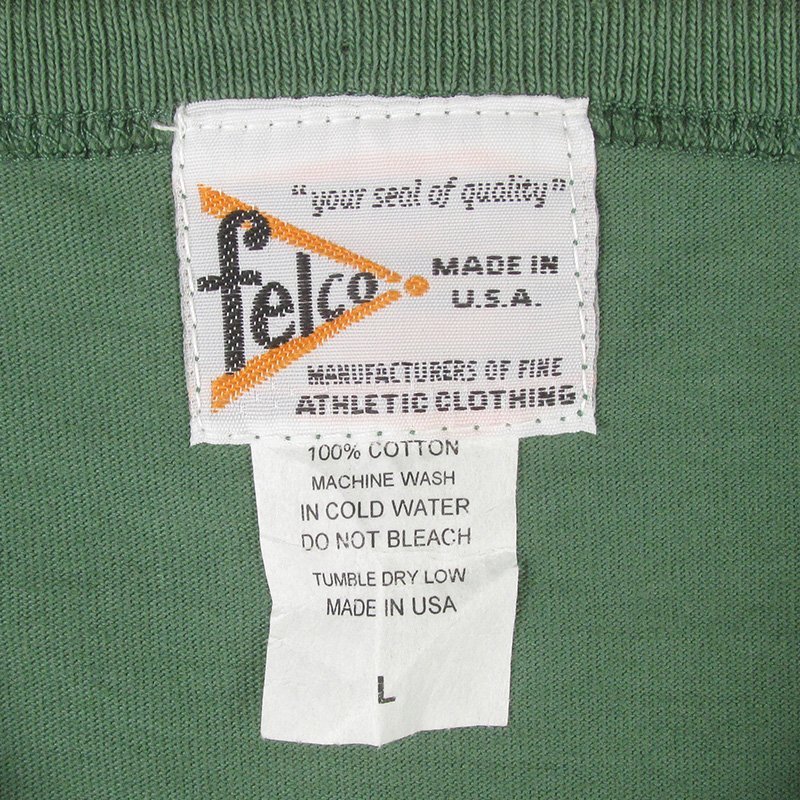 "your seal of quality"
felco
MADE IN
U.S.A.
MANUFACTURERS OF FINE
ATHLETIC CLOTHING
100% COTTON
MACHINE WASH
IN COLD WATER
DO NOT BLEACH
TUMBLE DRY LOW
MADE IN USA
L